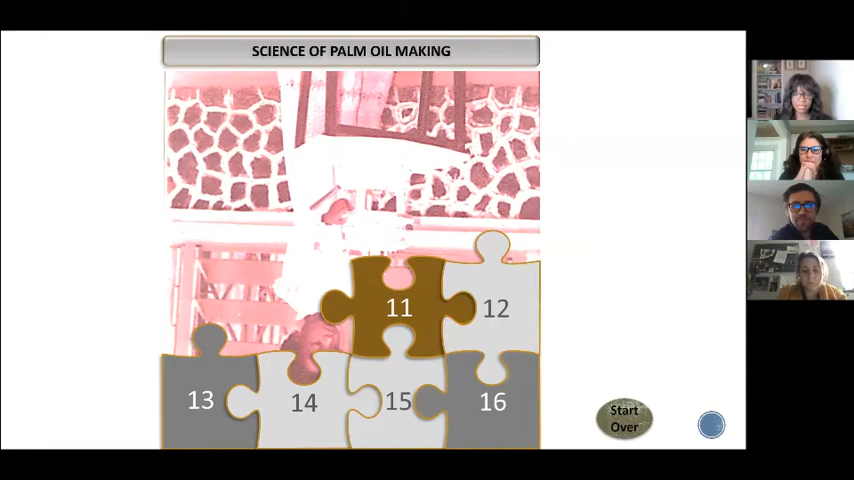 SCIENCE OF PALM OIL MAKING
11
12
13
14
15
16
Start
Over